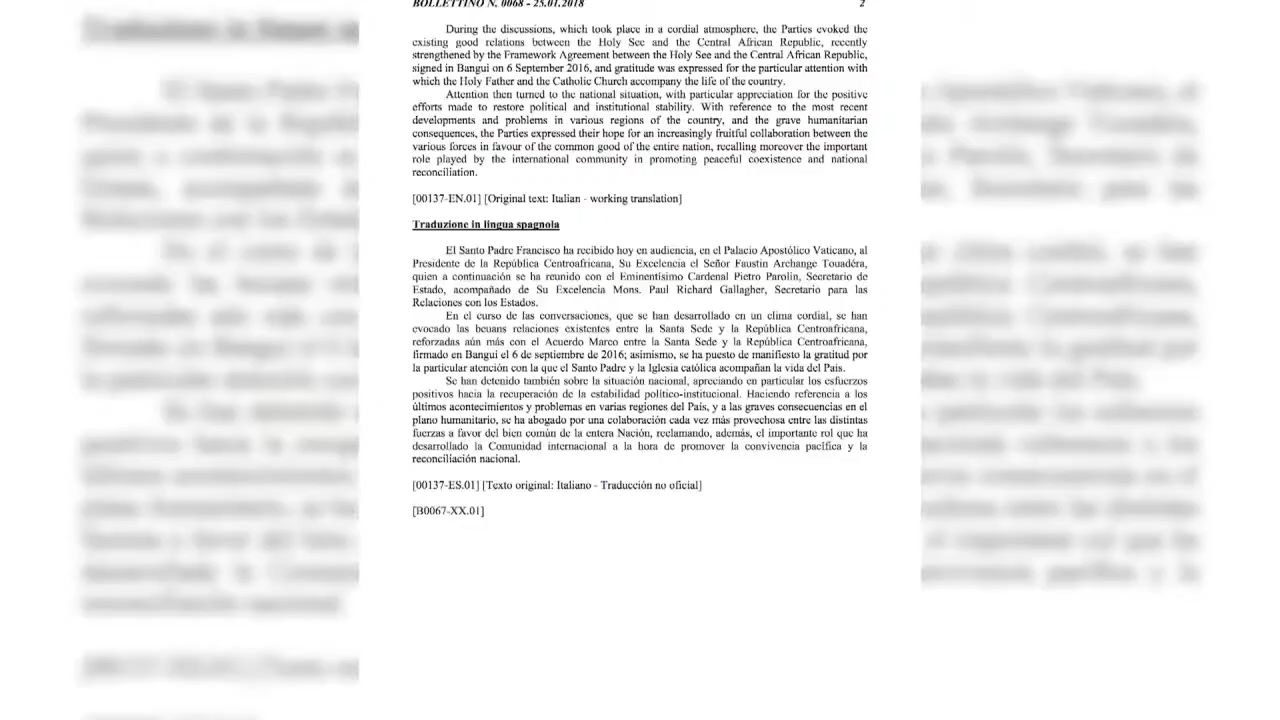 BOLLETTINO N. 0068 - 25.01.2018 2
During the discussions, which took place in a cordial atmosphere, the Parties evoked the
existing good relations between the Holy See and the Central African Republic, recently
strengthened by the Framework Agreement between the Holy See and the Central African Republic,
signed in Bangui on 6 September 2016, and gratitude was expressed for the particular attention with
which the Holy Father and the Catholic Church accompany the life of the country.
Attention then turned to the national situation, with particular appreciation for the positive
efforts made to restore political and institutional stability. With reference to the most recent
developments and problems in various regions of the country, and the grave humanitarian
consequences, the Parties expressed their hope for an increasingly fruitful collaboration between the
various forces in favour of the common good of the entire nation, recalling moreover the important
role played by the international community in promoting peaceful coexistence and national
reconciliation.
[00137-EN.01] [Original text: Italian - working translation]
Traduzione in lingua spagnola
El Santo Padre Francisco ha recibido hoy en audiencia, en el Palacio Apostólico Vaticano, al
Presidente de la República Centroafricana, Su Excelencia el Señor Faustin Archange Touadéra,
quien a continuación se ha reunido con el Eminentísimo Cardenal Pietro Parolin, Secretario de
Estado, acompañado de Su Excelencia Mons. Paul Richard Gallagher, Secretario para las
Relaciones con los Estados.
En el curso de las conversaciones, que se han desarrollado en un clima cordial, se han
evocado las beuans relaciones existentes entre la Santa Sede y la República Centroafricana,
reforzadas aún más con el Acuerdo Marco entre la Santa Sede y la República Centroafricana,
firmado en Bangui el 6 de septiembre de 2016; asimismo, se ha puesto de manifiesto la gratitud por
la particular atención con la que el Santo Padre y la Iglesia católica acompañan la vida del País.
Se han detenido también sobre la situación nacional, apreciando en particular los esfuerzos
positivos hacia la recuperación de la estabilidad político-institucional. Haciendo referencia a los
últimos acontecimientos y problemas en varias regiones del País, y a las graves consecuencias en el
plano humanitario, se ha abogado por una colaboración cada vez más provechosa entre las distintas
fuerzas a favor del bien común de la entera Nación, reclamando, además, el importante rol que ha
desarrollado la Comunidad internacional a la hora de promover la convivencia pacífica y la
reconciliación nacional.
[00137-ES.01] [Texto original: Italiano - Traducción no oficial]
[B0067-XX.01]